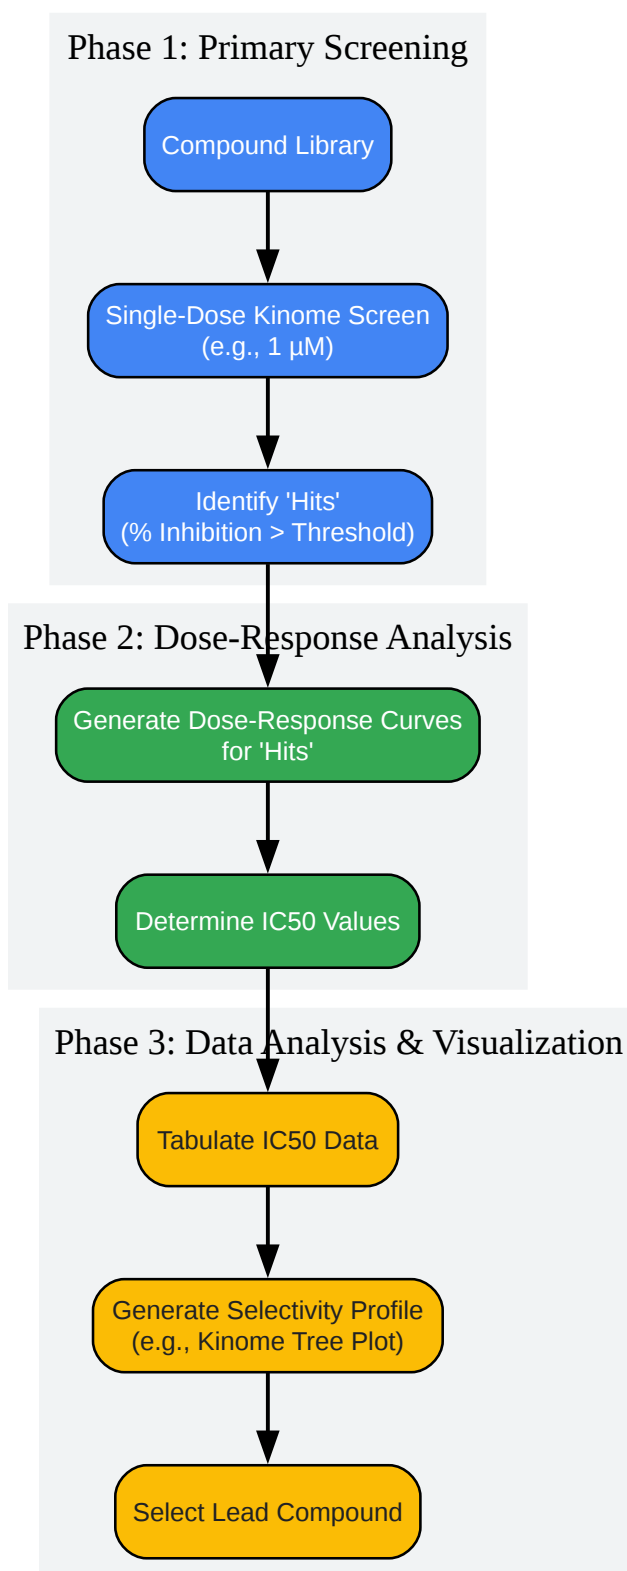 Phase 1: Primary Screening
Compound Library
Single-Dose Kinome Screen
(e.g., 1 µM)
Identify 'Hits'
(% Inhibition > Threshold)
Phase 2: Dose-Response Analysis
Generate Dose-Response Curves
for 'Hits'
Determine IC50 Values
Phase 3: Data Analysis & Visualization
Tabulate IC50 Data
Generate Selectivity Profile
(e.g., Kinome Tree Plot)
Select Lead Compound